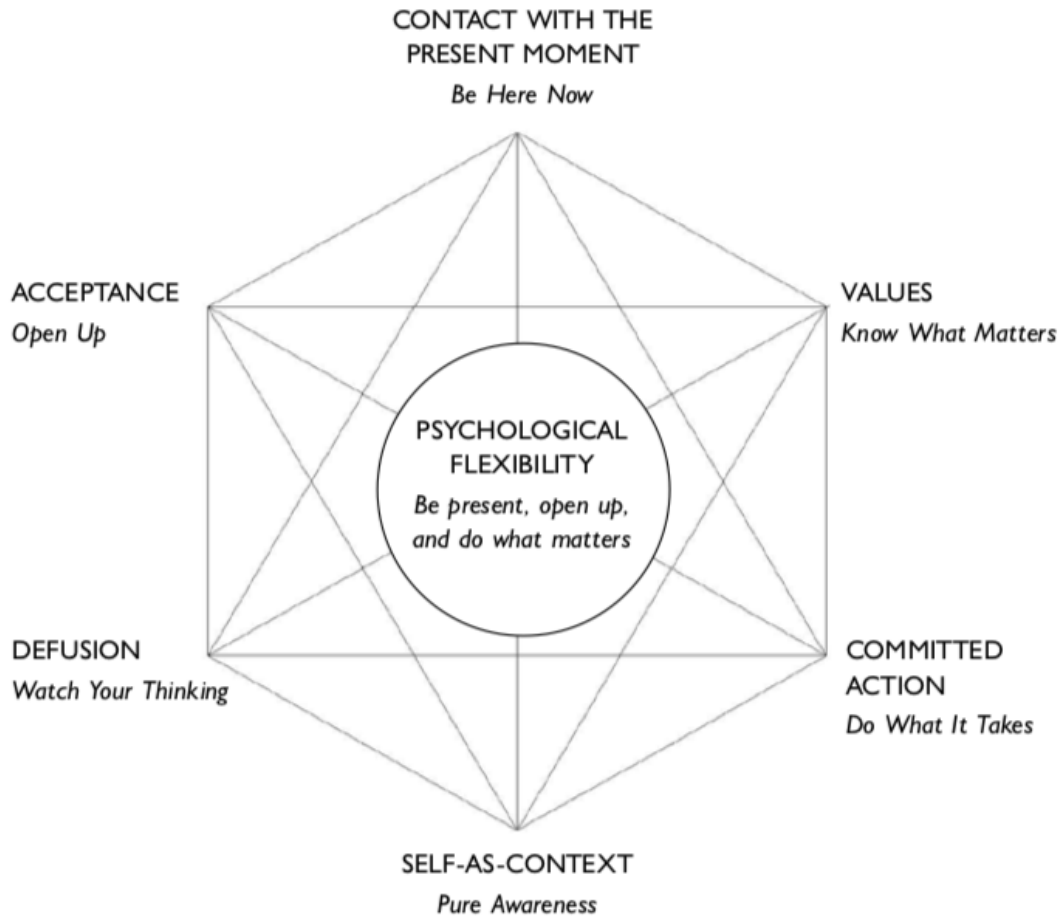 CONTACT WITH THE
PRESENT MOMENT
Be Here Now
ACCEPTANCE
Open Up
VALUES
Know What Matters
PSYCHOLOGICAL
FLEXIBILITY
Be present, open up,
and do what matters
DEFUSION
Watch Your Thinking
COMMITTED
ACTION
Do What It Takes
SELF-AS-CONTEXT
Pure Awareness